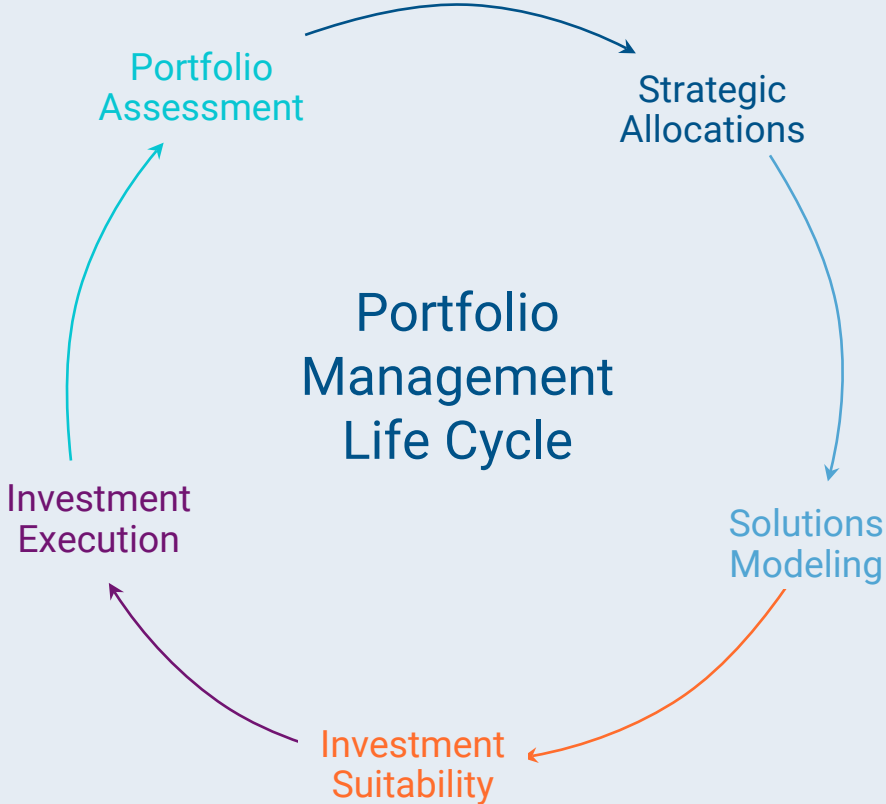 Portfolio
Assessment
Strategic
Allocations
Portfolio
Management
Life Cycle
Investment
Execution
Solutions
Modeling
Investment
Suitability